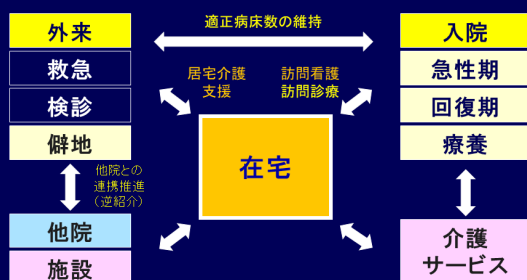 適正病床数の維持
外来
救急
検診
僻地
入院
急性期
回復期
療養
居宅介護
支援
訪問看護
訪問診療
在宅
他院との
連携推進
（逆紹介）
他院
施設
介護
サービス